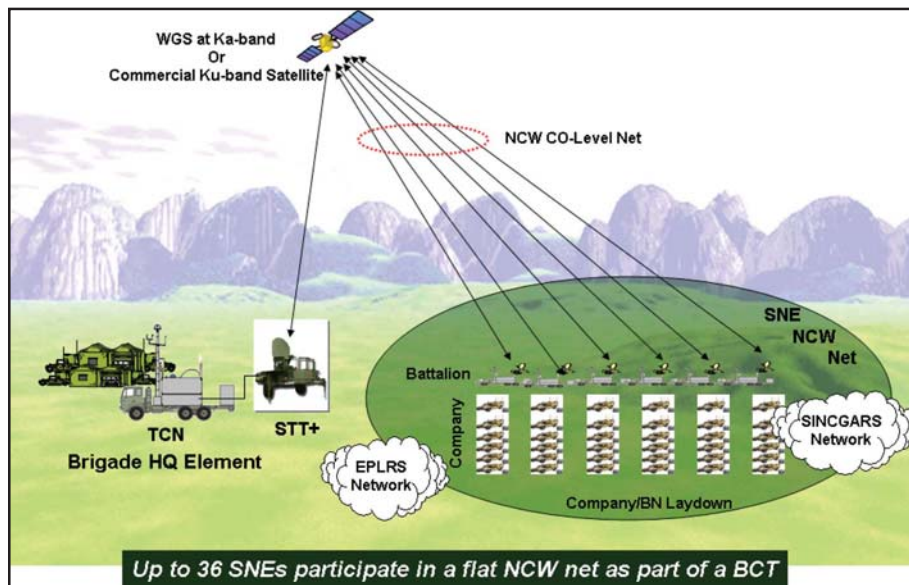 WGS at Ka-band
Or
Commercial Ku-band Satellite
NCW CO-Level Net
SNE
NCW
Net
Battalion
Company
SINCGARS
Network
TCN
STT+
Brigade HQ Element
EPLRS
Network
Company/BN Laydown
Up to 36 SNEs participate in a flat NCW net as part of a BCT